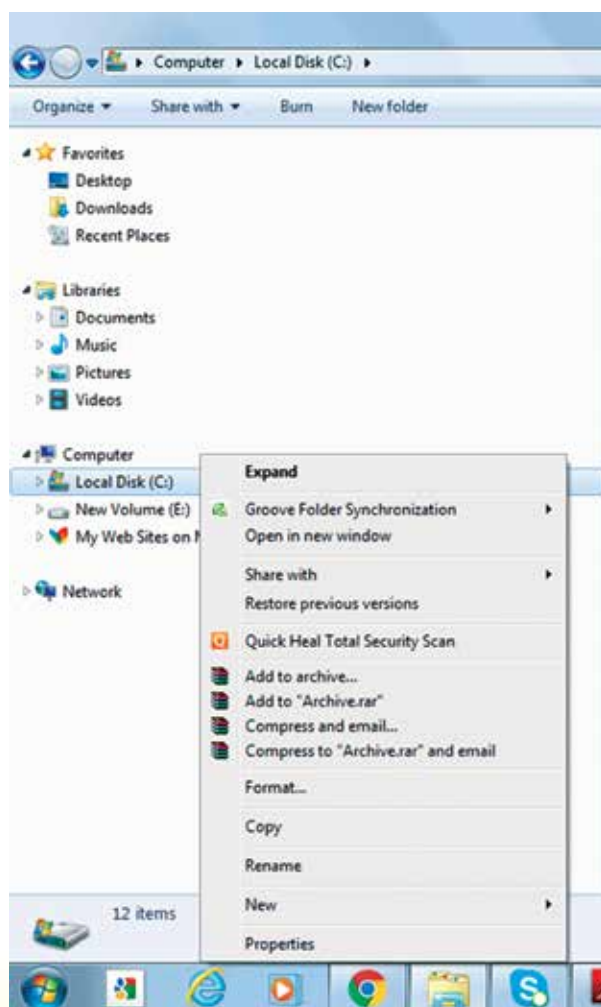 Computer
Local Disk (C:)
Organize
Share with
Burn
New folder
Favorites
Desktop
Downloads
Recent Places
Libraries
Documents
Music
Pictures
Videos
Computer
Local Disk (C:)
New Volume (E:)
My Web Sites on
Network
Expand
Groove Folder Synchronization
Open in new window
Share with
Restore previous versions
Quick Heal Total Security Scan
Add to archive...
Add to "Archive.rar"
Compress and email...
Compress to "Archive.rar" and email
Format...
Copy
Rename
New
Properties
12 items